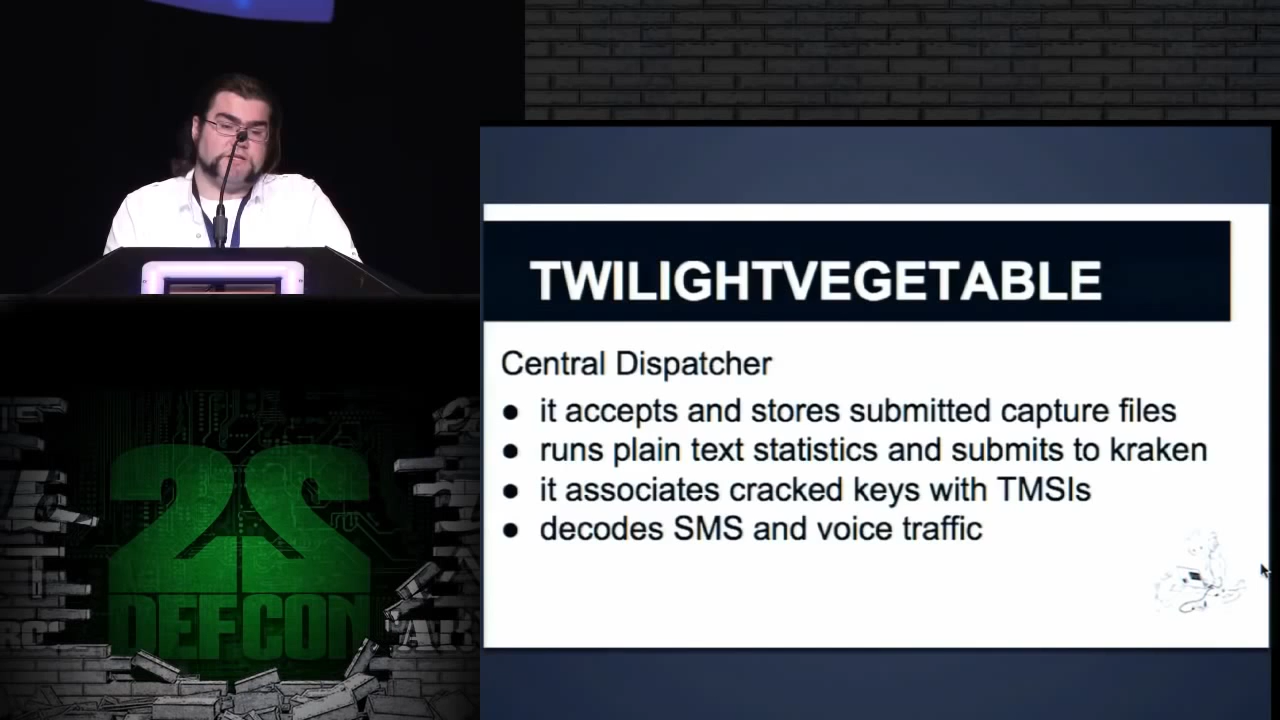 TWILIGHTVEGETABLE
Central Dispatcher
● it accepts and stores submitted capture files
● runs plain text statistics and submits to kraken
● it associates cracked keys with TMSIs
● decodes SMS and voice traffic
22
DEFCON